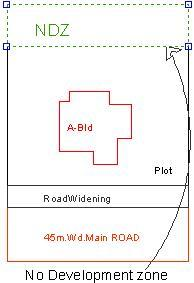 NDZ
A-Bld
Plot
RoadWidening
45m.Wd.Main ROAD
No Development zone